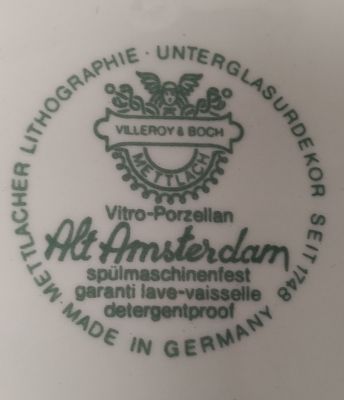 METTLACHER LITHOGRAPHIE · UNTERGLASURDEKOR SEIT 1748 · MADE IN GERMANY ·
VILLEROY & BOCH
METTLACH
Vitro-Porzellan
Alt Amsterdam
spülmaschinenfest
garanti lave-vaisselle
detergentproof